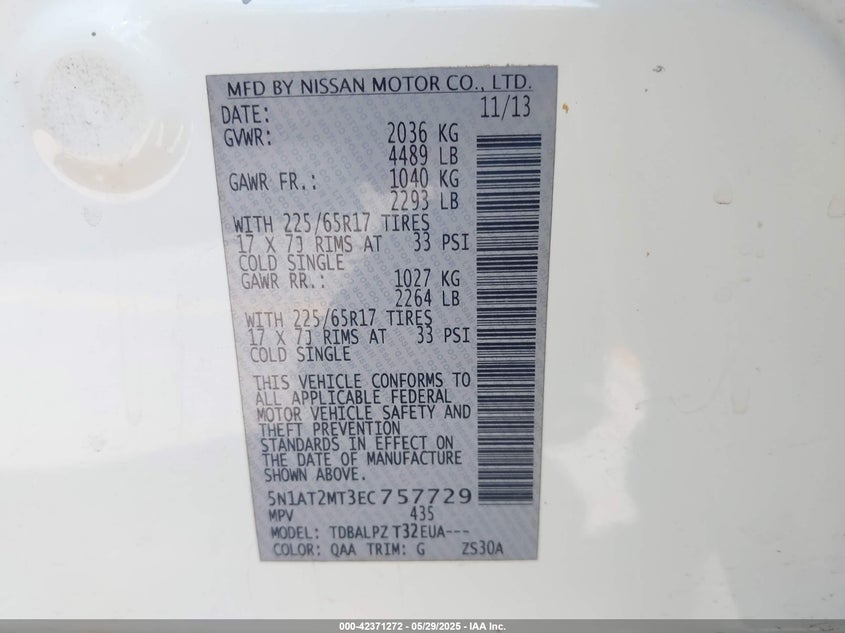 MFD BY NISSAN MOTOR CO., LTD.
DATE: 11/13
GVWR: 2036 KG
4489 LB
GAWR FR.: 1040 KG
2293 LB
WITH 225/65R17 TIRES
17 X 7J RIMS AT 33 PSI
COLD SINGLE
GAWR RR.: 1027 KG
2264 LB
WITH 225/65R17 TIRES
17 X 7J RIMS AT 33 PSI
COLD SINGLE
THIS VEHICLE CONFORMS TO
ALL APPLICABLE FEDERAL
MOTOR VEHICLE SAFETY AND
THEFT PREVENTION
STANDARDS IN EFFECT ON
THE DATE OF MANUFACTURE
SHOWN ABOVE.
5N1AT2MT3EC757729
MPV 435
MODEL: TDBALPZ T32EUA---
COLOR: QAA TRIM: G ZS30A
000-42371272 | 05/29/2025 - IAA Inc.